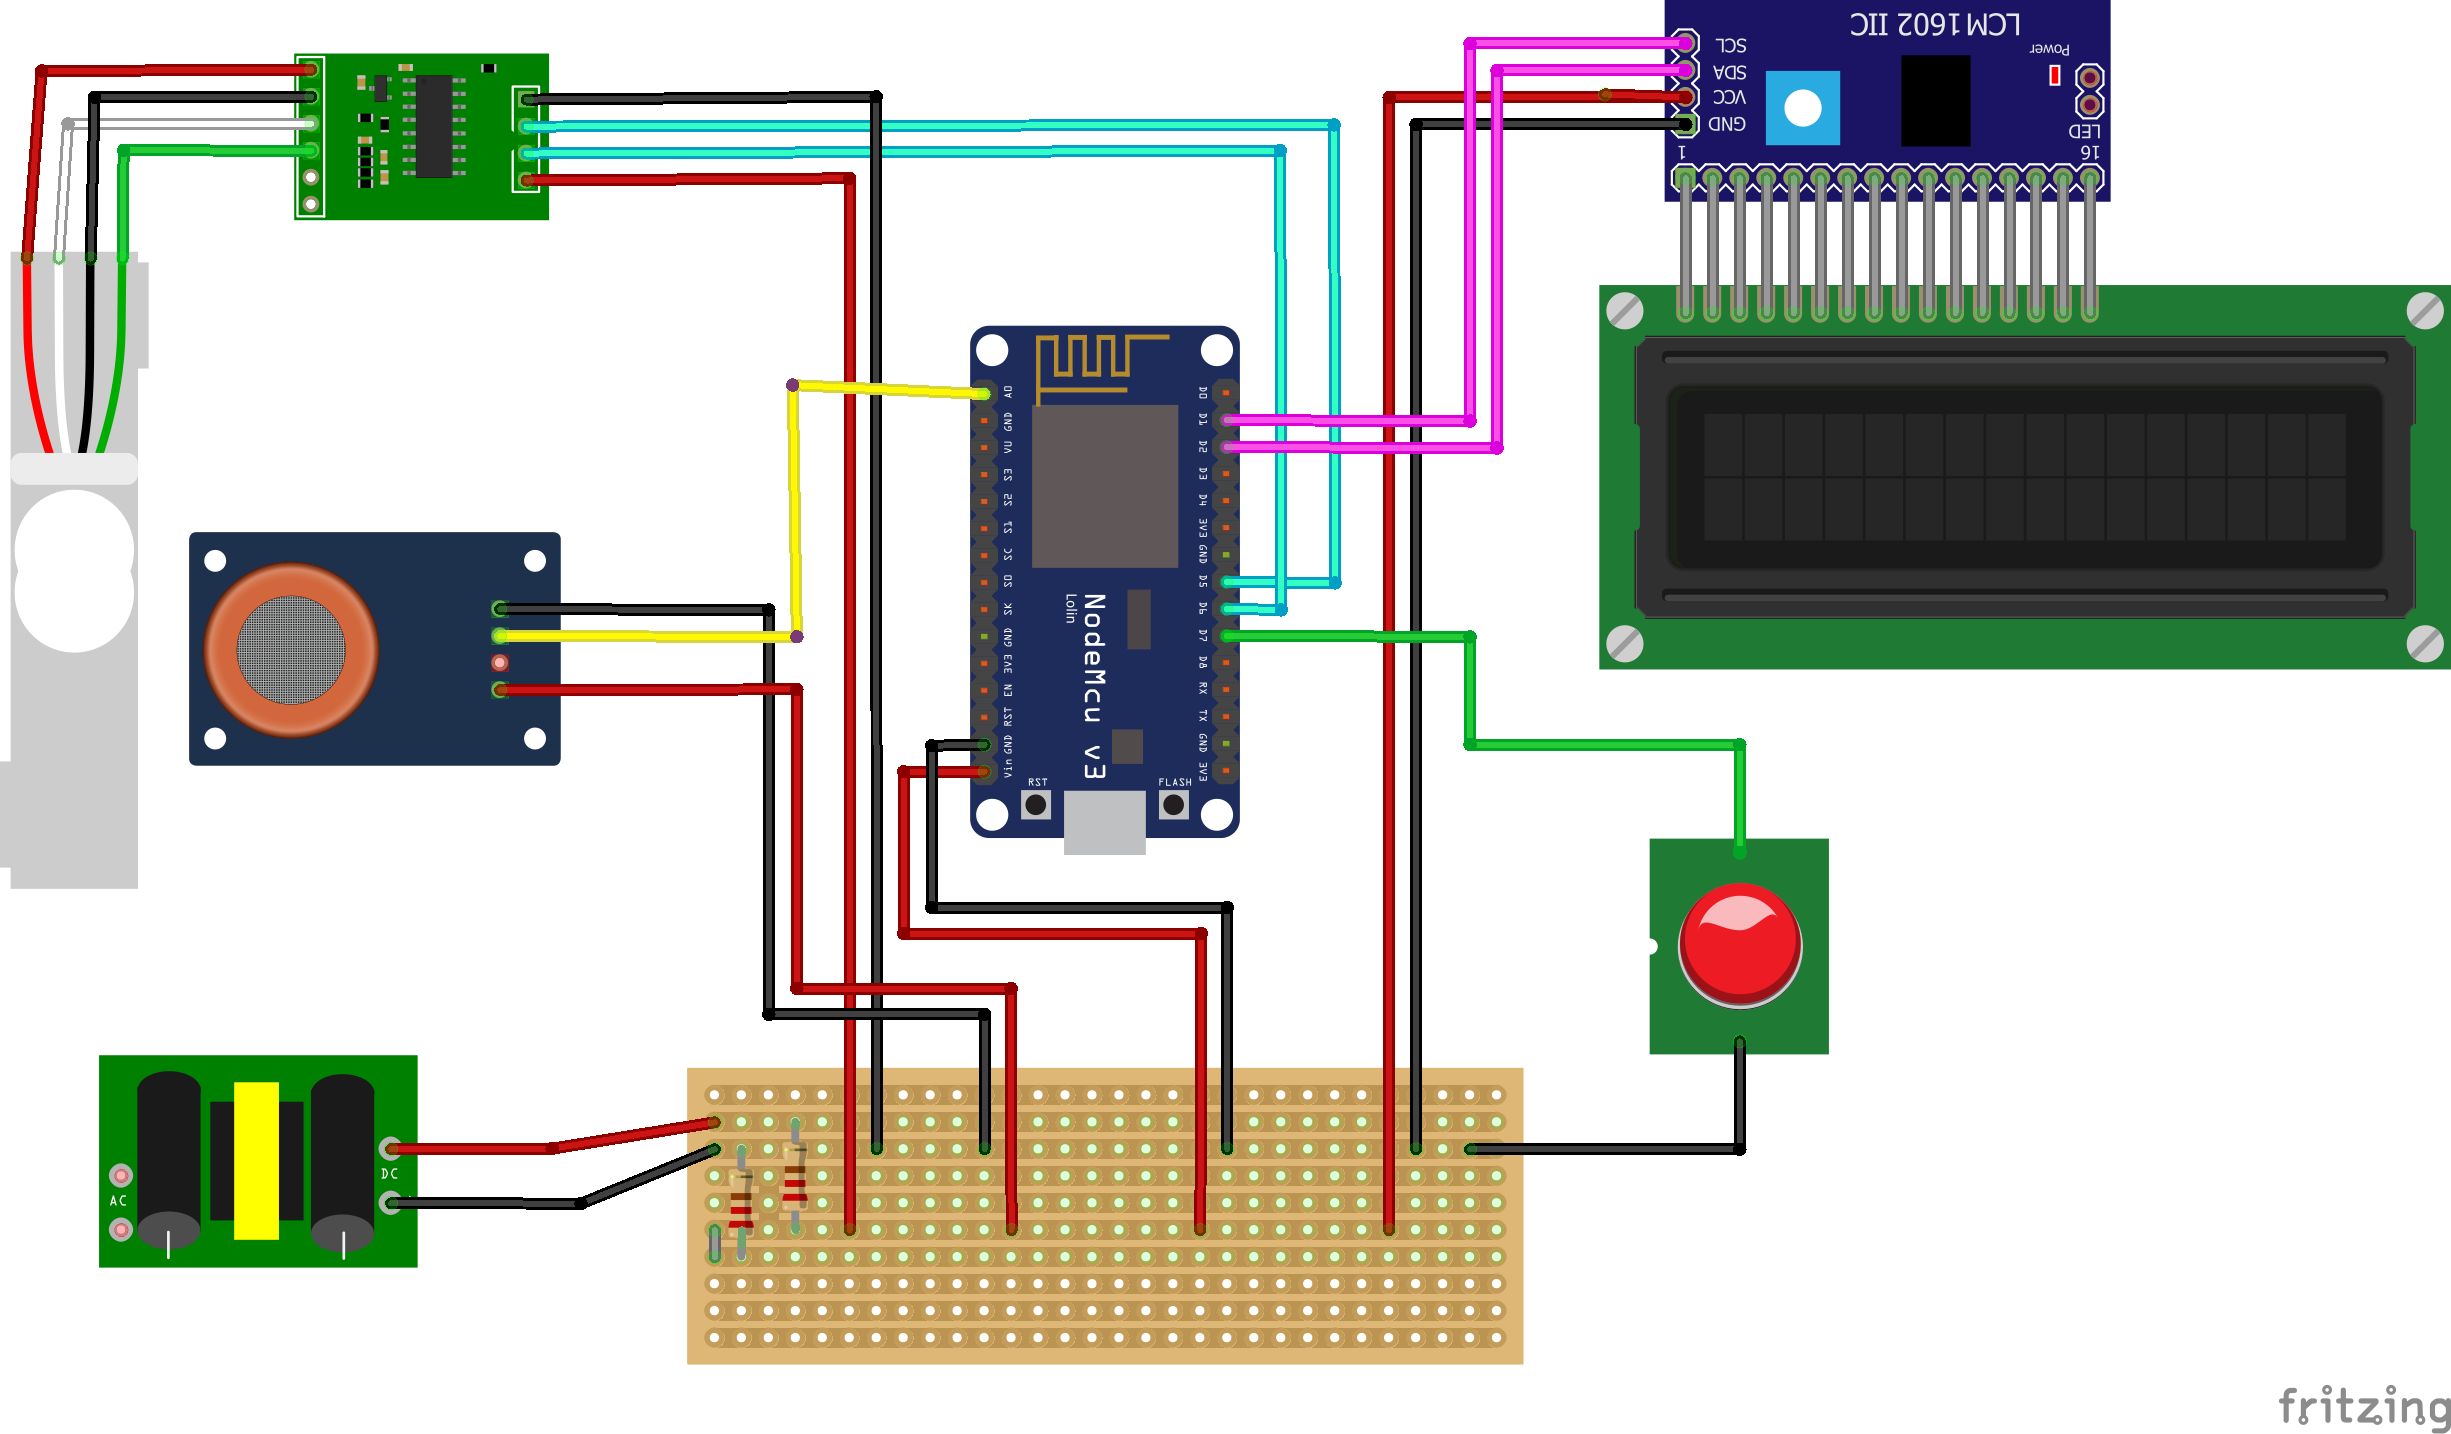 LCM1602 IIC
SCL
SDA
VCC
GND
Power
LED
1
16
A0
GND
VU
S3
S2
S1
SC
SO
SK
GND
3V3
EN
RST
GND
Vin
D0
D1
D2
D3
D4
3V3
GND
D5
D6
D7
D8
RX
TX
GND
3V3
NodeMcu v3
Lolin
RST
FLASH
DC
AC
fritzing